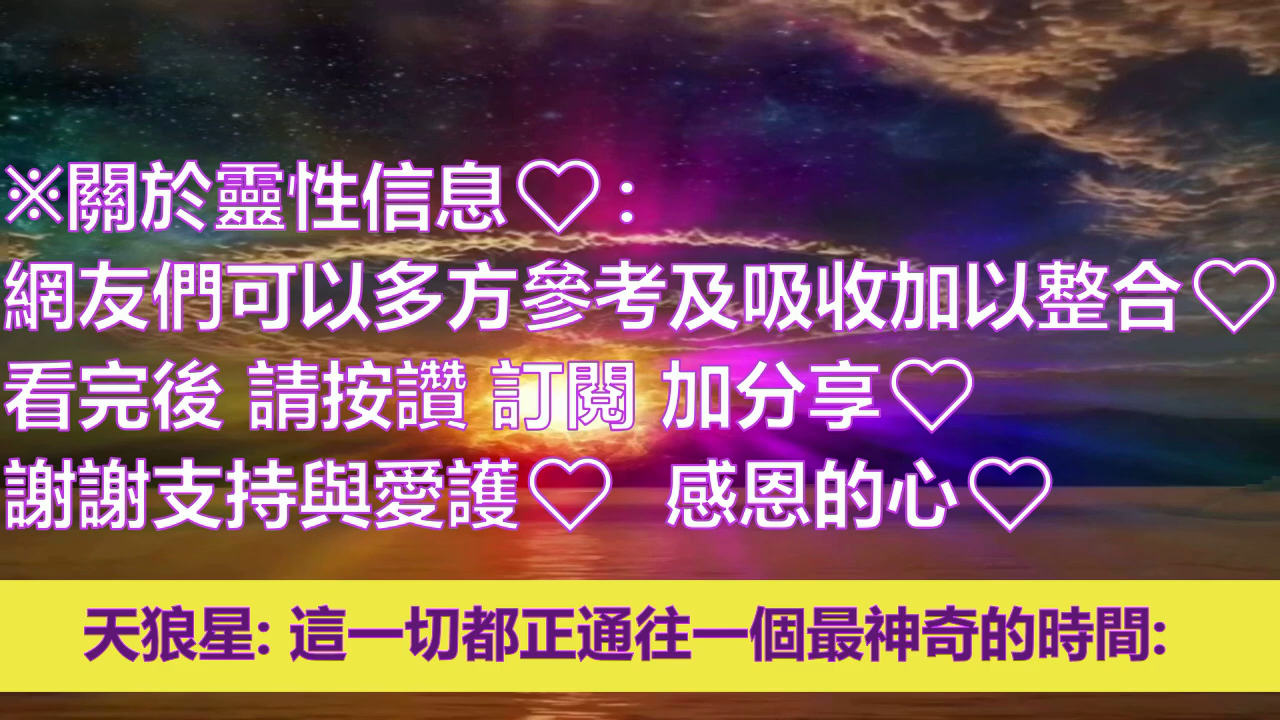 ※關於靈性信息♡ :
網友們可以多方參考及吸收加以整合♡
看完後 請按讚 訂閱 加分享♡
謝謝支持與愛護♡ 感恩的心♡
天狼星: 這一切都正通往一個最神奇的時間: